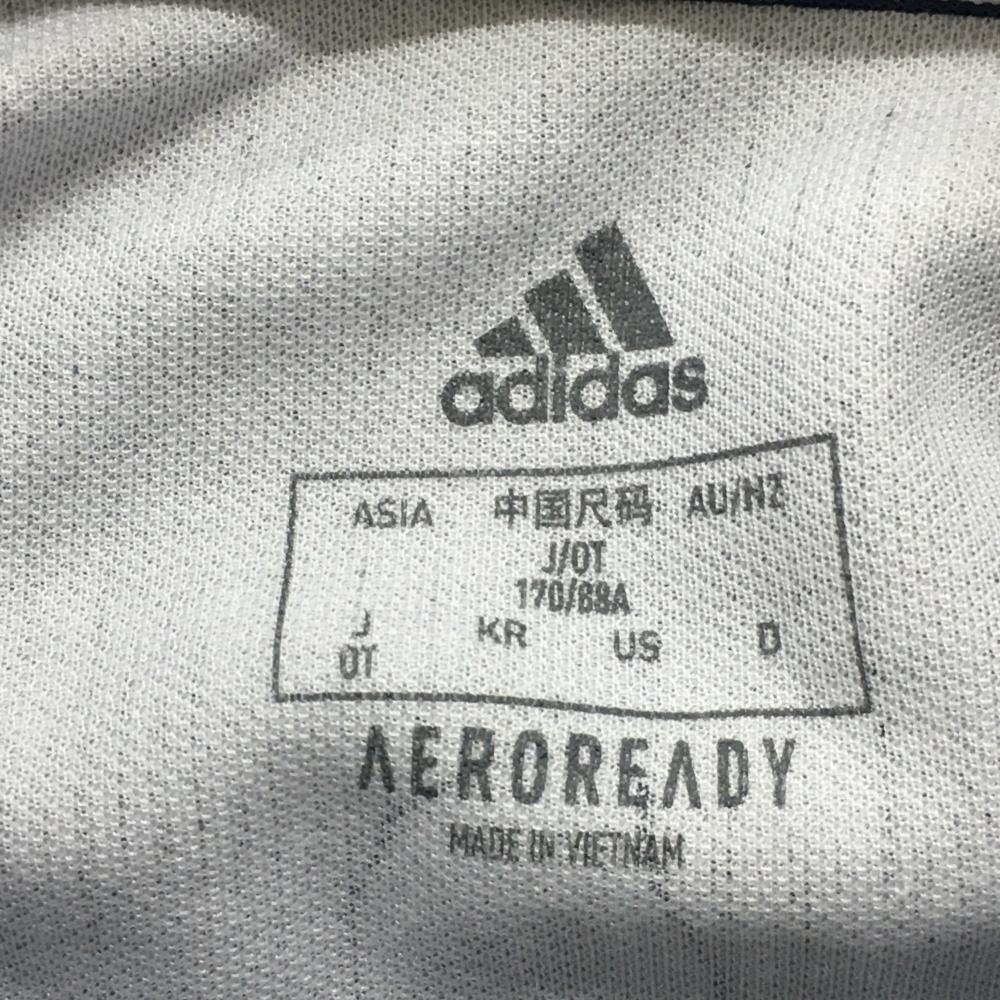 adidas
ASIA 中国尺码 AU/NZ
J/OT
170/88A
J KR US D
OT
AEROREADY
MADE IN VIETNAM